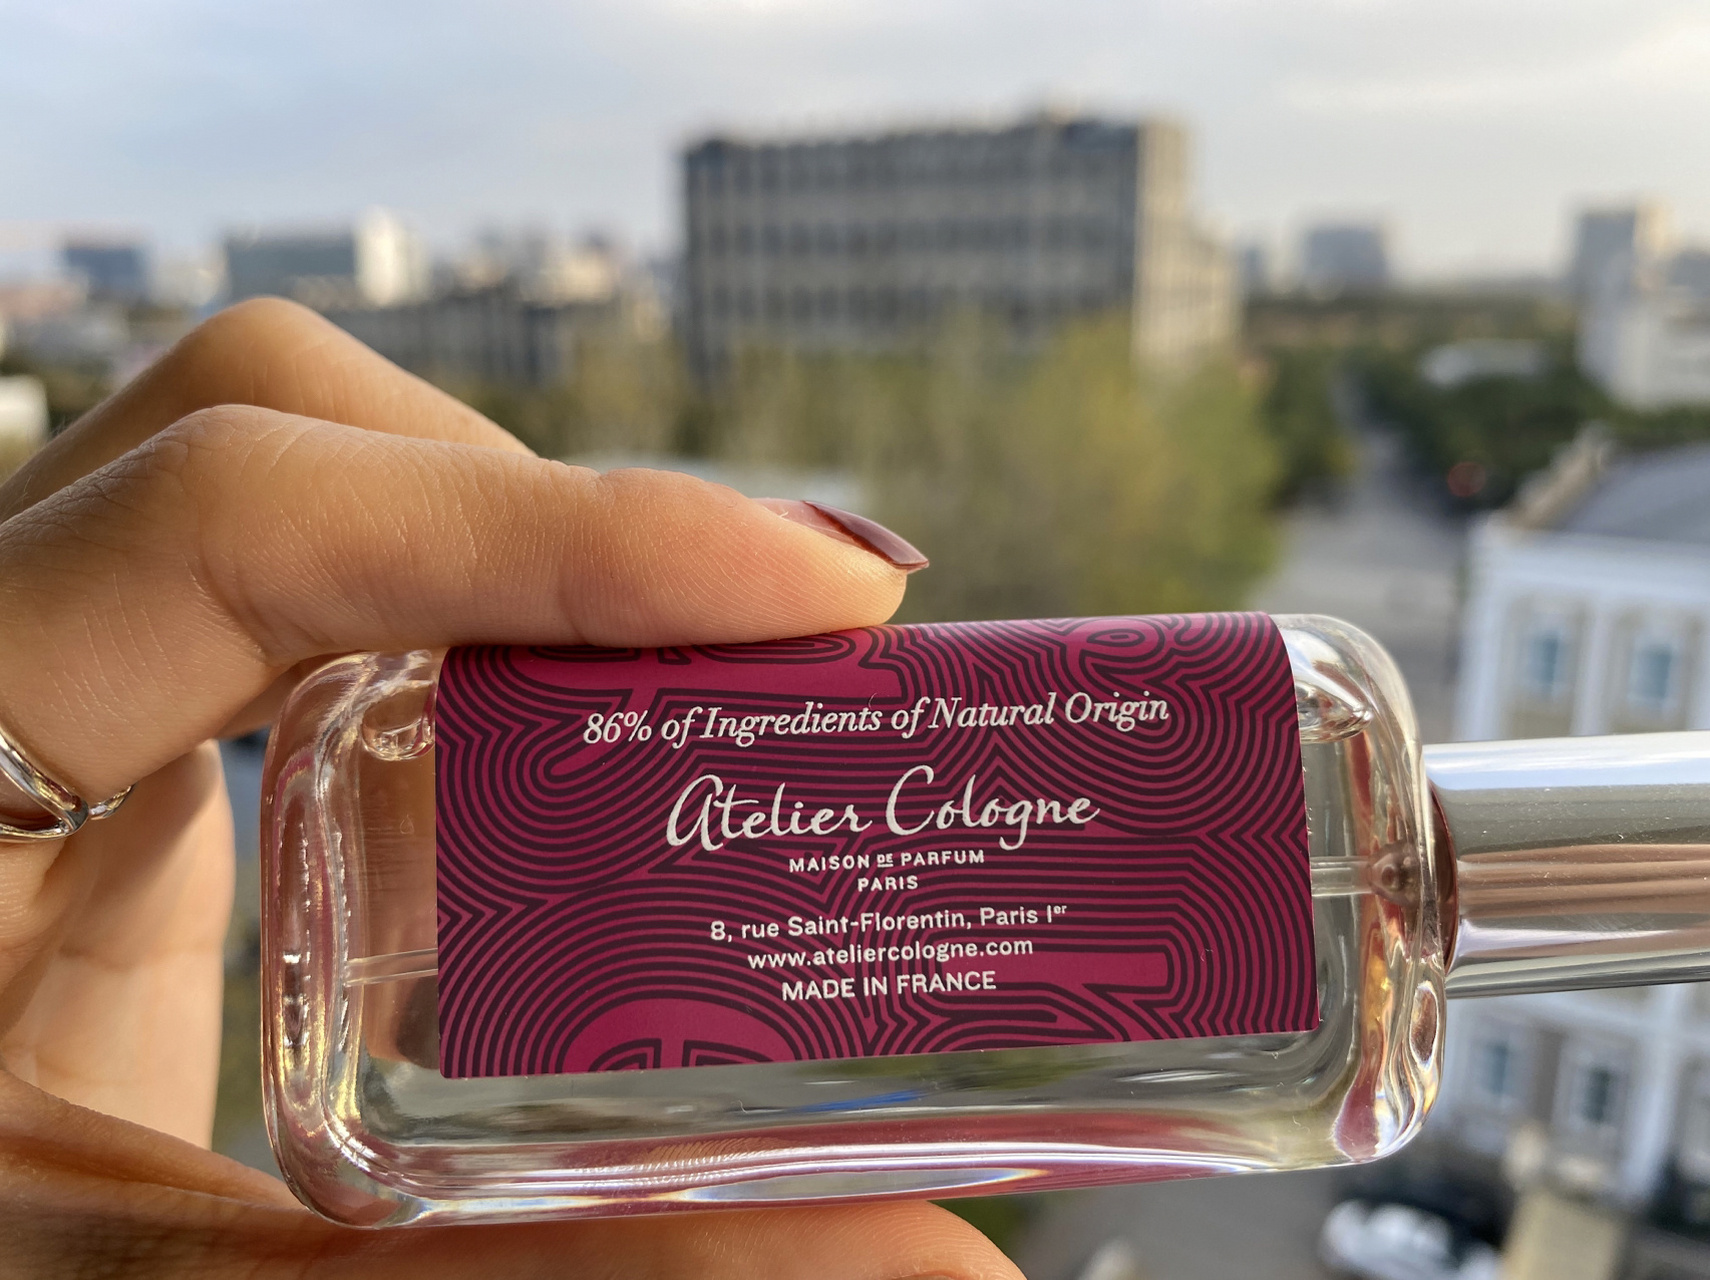 86% of Ingredients of Natural Origin
Atelier Cologne
MAISON DE PARFUM
PARIS
8, rue Saint-Florentin, Paris Ier
www.ateliercologne.com
MADE IN FRANCE